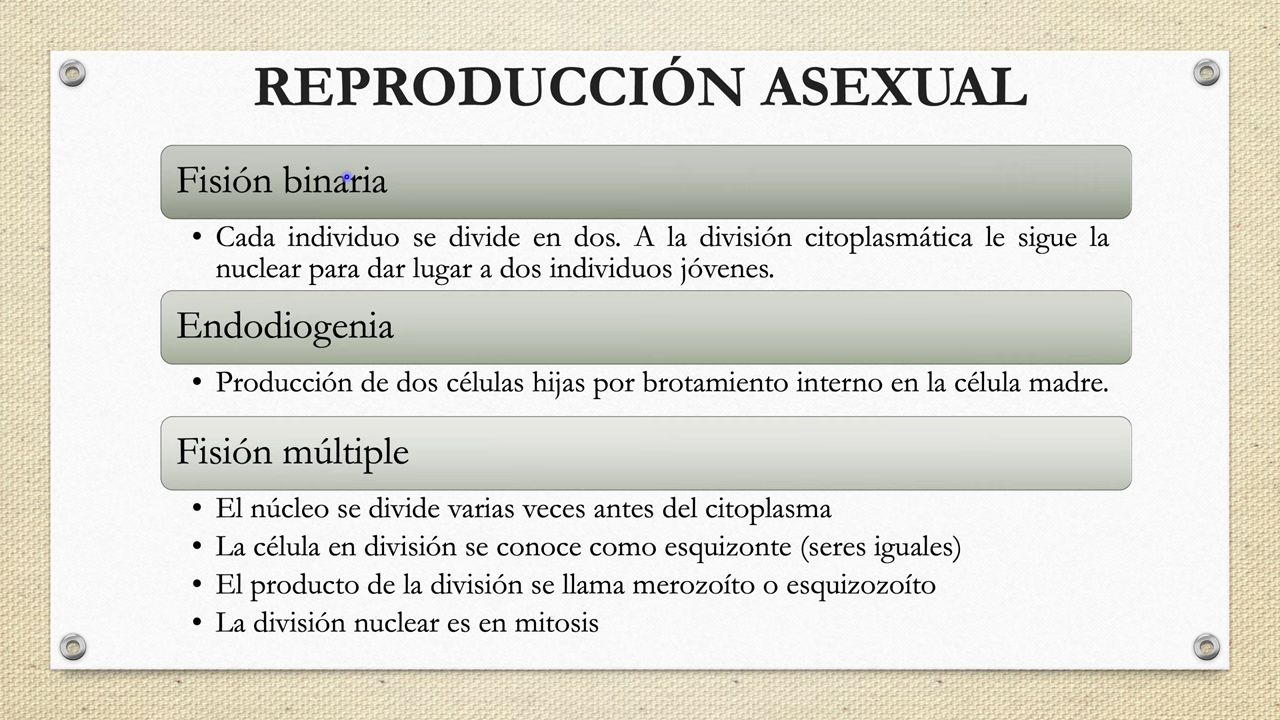 REPRODUCCIÓN ASEXUAL
Fisión binaria
• Cada individuo se divide en dos. A la división citoplasmática le sigue la
nuclear para dar lugar a dos individuos jóvenes.
Endodiogenia
• Producción de dos células hijas por brotamiento interno en la célula madre.
Fisión múltiple
• El núcleo se divide varias veces antes del citoplasma
• La célula en división se conoce como esquizonte (seres iguales)
• El producto de la división se llama merozoíto o esquizozoíto
• La división nuclear es en mitosis